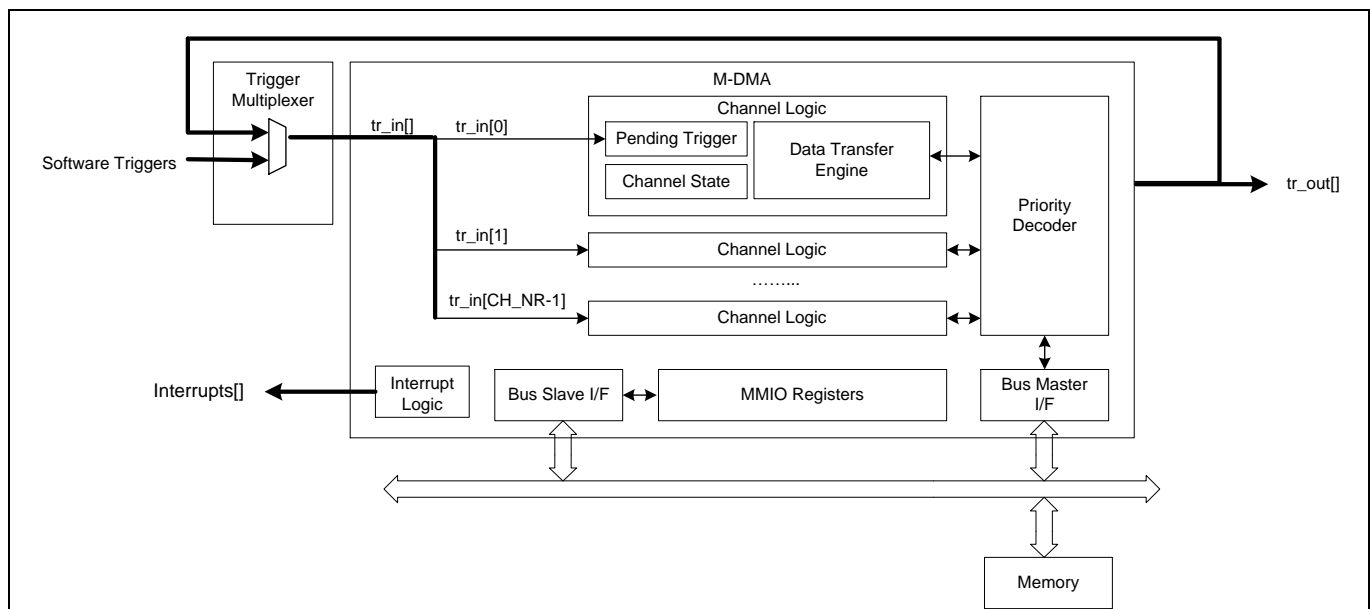 M-DMA
Trigger
Multiplexer
Software Triggers
tr_in[]
tr_in[0]
Channel Logic
Pending Trigger
Channel State
Data Transfer
Engine
Priority
Decoder
tr_out[]
tr_in[1]
Channel Logic
……...
tr_in[CH_NR-1]
Channel Logic
Interrupts[]
Interrupt
Logic
Bus Slave I/F
MMIO Registers
Bus Master
I/F
Memory